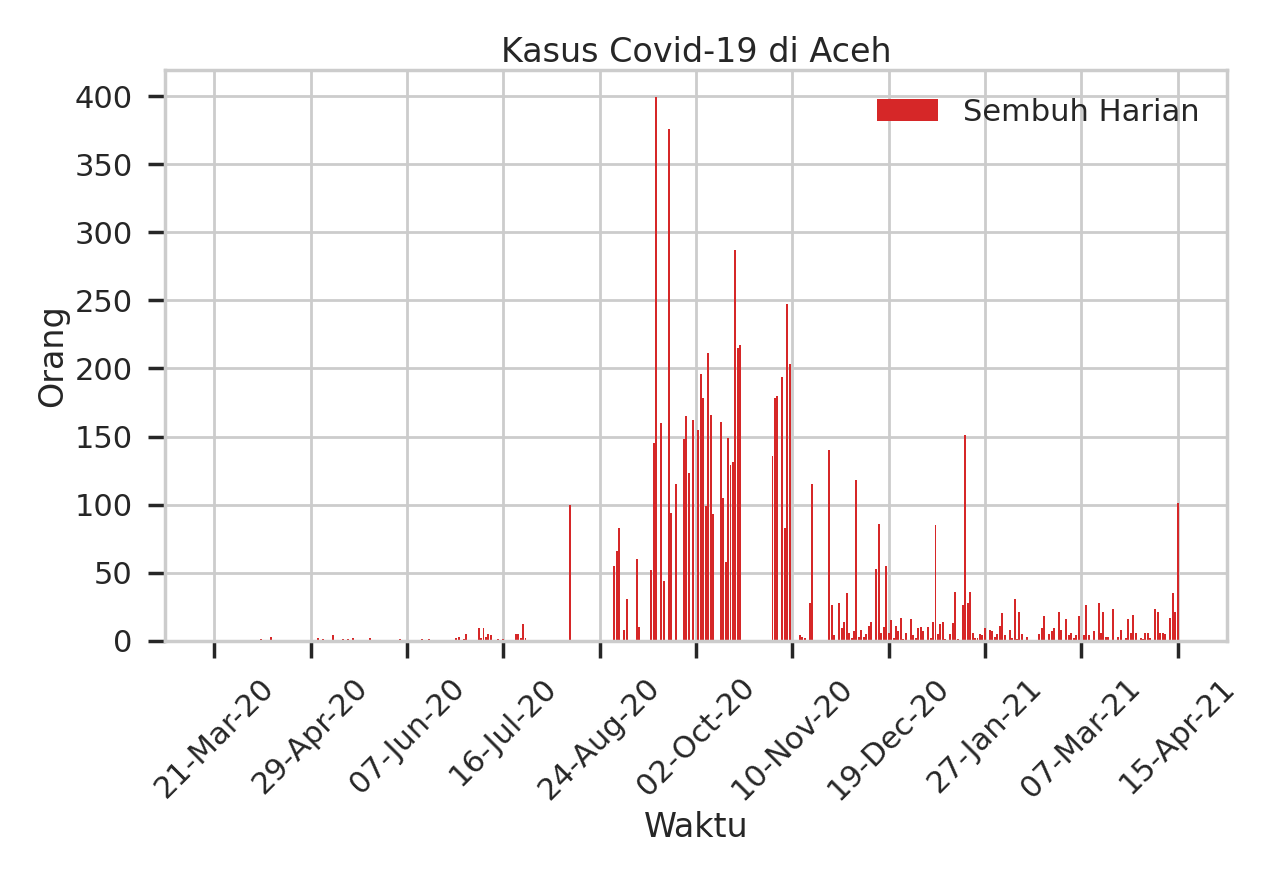 Kasus Covid-19 di Aceh
Sembuh Harian
Orang
400
350
300
250
200
150
100
50
0
21-Mar-20
29-Apr-20
07-Jun-20
16-Jul-20
24-Aug-20
02-Oct-20
10-Nov-20
19-Dec-20
27-Jan-21
07-Mar-21
15-Apr-21
Waktu